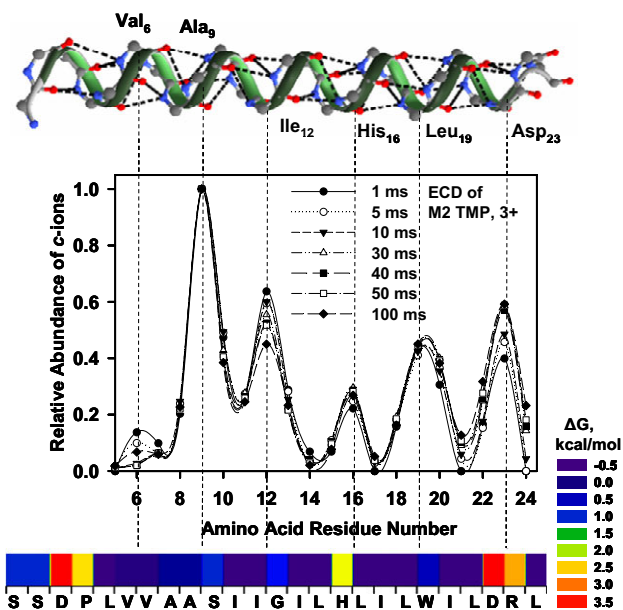 Val6
Ala9
Ile12
His16
Leu19
Asp23
1 ms ECD of
5 ms M2 TMP, 3+
10 ms
30 ms
40 ms
50 ms
100 ms
Relative Abundance of c-ions
1.0
0.8
0.6
0.4
0.2
0.0
6 8 10 12 14 16 18 20 22 24
Amino Acid Residue Number
ΔG,
kcal/mol
-0.5
0.0
0.5
1.0
1.5
2.0
2.5
3.0
3.5
S S D P L V V A A S I I G I L H L I L W I L D R L